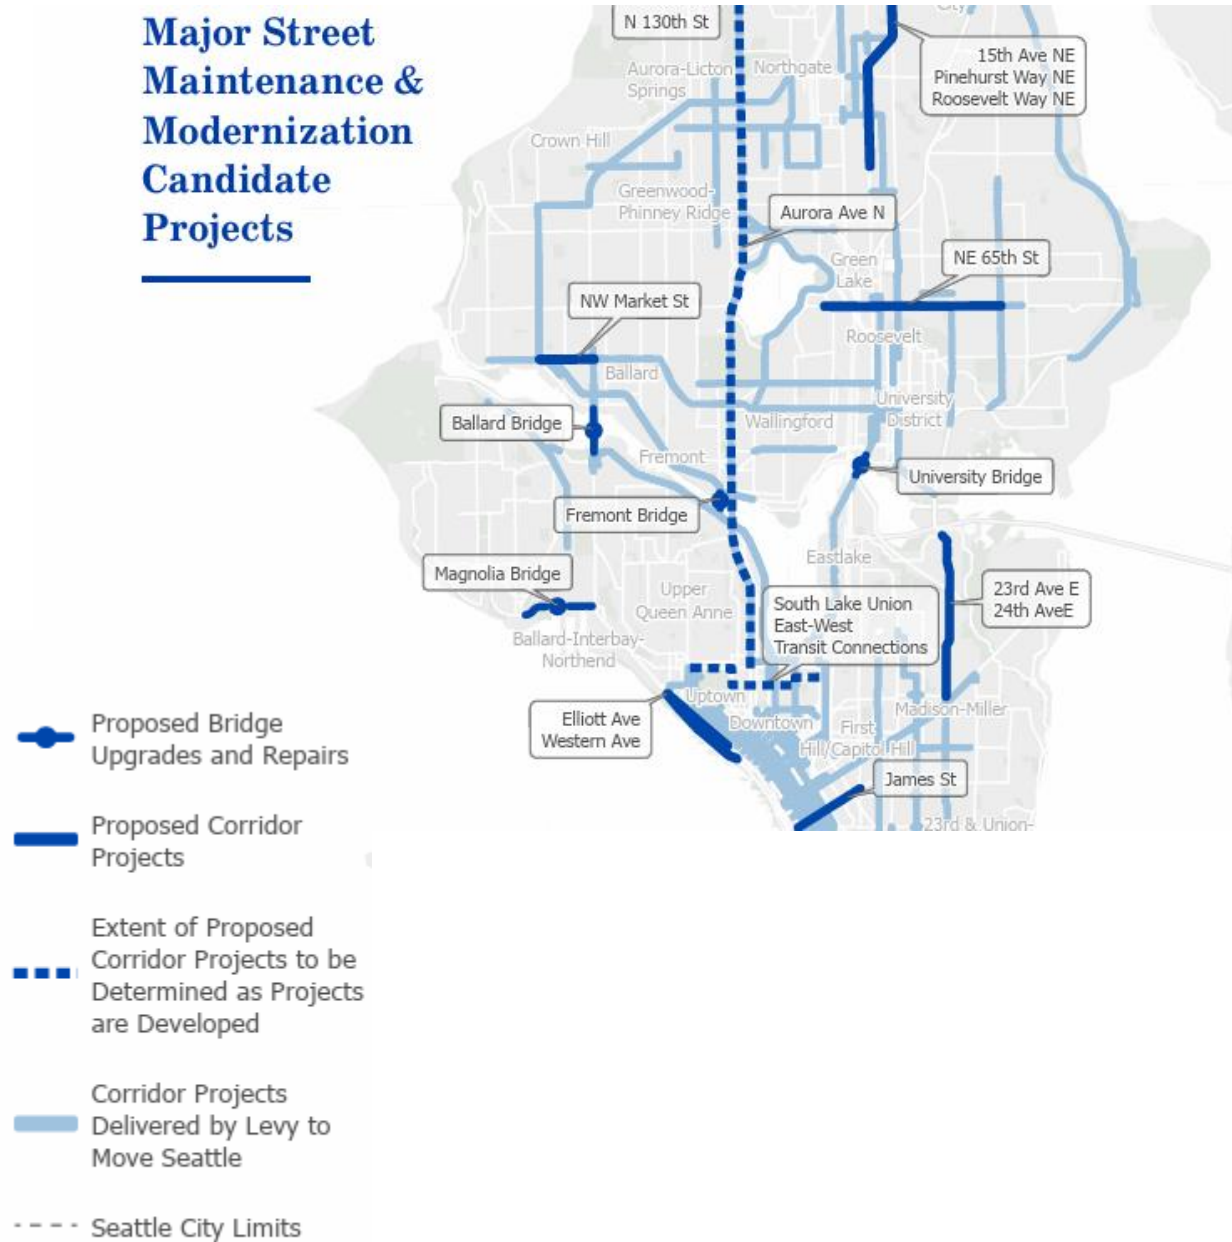 Major Street
Maintenance &
Modernization
Candidate
Projects
N 130th St
City
15th Ave NE
Pinehurst Way NE
Roosevelt Way NE
Aurora-Licton
Springs
Northgate
Crown Hill
Greenwood-
Phinney Ridge
Aurora Ave N
Green
Lake
NE 65th St
NW Market St
Roosevelt
Ballard
University
District
Ballard Bridge
Wallingford
Fremont
University Bridge
Fremont Bridge
Eastlake
Magnolia Bridge
Upper
Queen Anne
South Lake Union
East-West
Transit Connections
23rd Ave E
24th AveE
Ballard-Interbay-
Northend
Uptown
Elliott Ave
Western Ave
Downtown
First
Hill/Capitol Hill
Madison-Miller
James St
23rd & Union-
Proposed Bridge
Upgrades and Repairs
Proposed Corridor
Projects
Extent of Proposed
Corridor Projects to be
Determined as Projects
are Developed
Corridor Projects
Delivered by Levy to
Move Seattle
Seattle City Limits